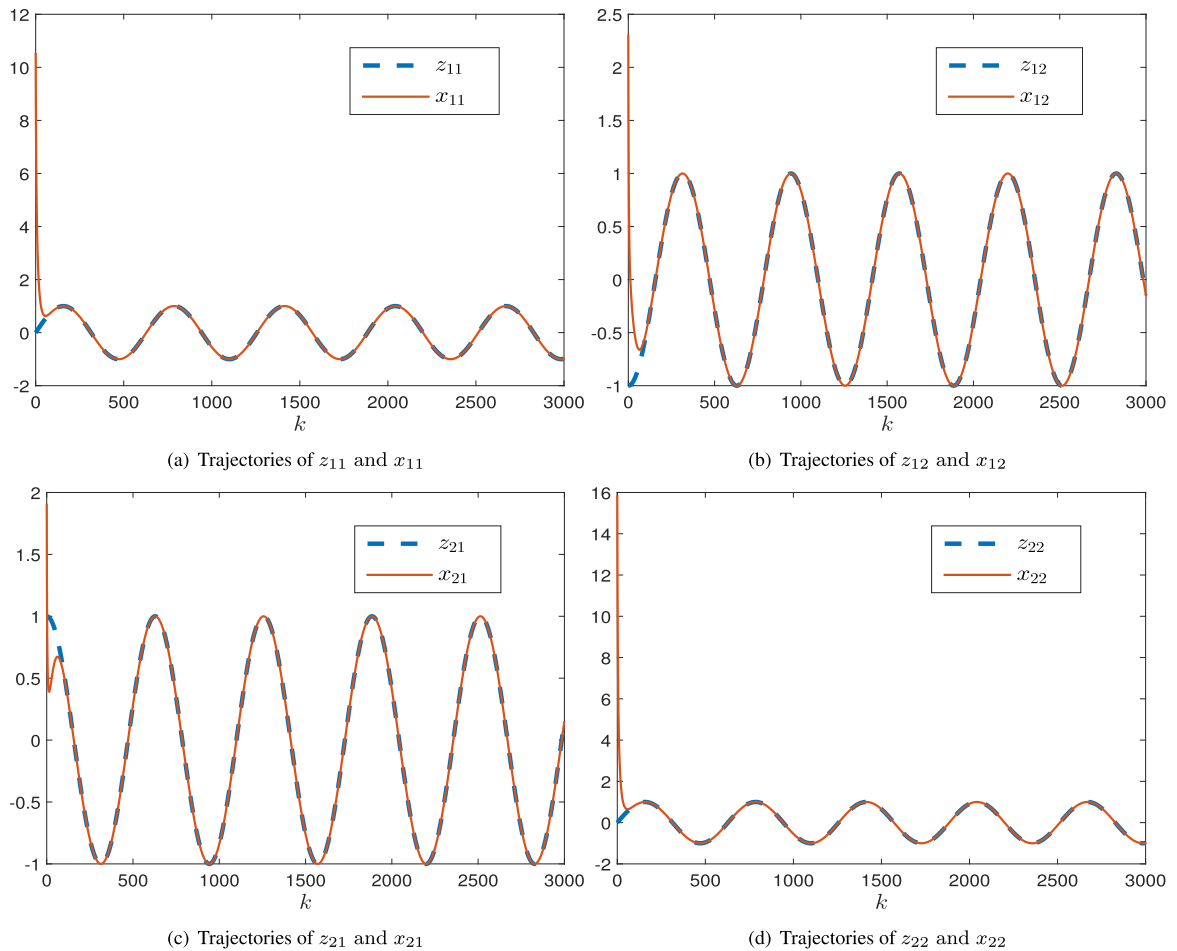 12
10
8
6
4
2
0
-2
z11
x11
0 500 1000 1500 2000 2500 3000
k
(a) Trajectories of z11 and x11
2.5
2
1.5
1
0.5
0
-0.5
-1
z12
x12
0 500 1000 1500 2000 2500 3000
k
(b) Trajectories of z12 and x12
2
1.5
1
0.5
0
-0.5
-1
z21
x21
0 500 1000 1500 2000 2500 3000
k
(c) Trajectories of z21 and x21
16
14
12
10
8
6
4
2
0
-2
z22
x22
0 500 1000 1500 2000 2500 3000
k
(d) Trajectories of z22 and x22